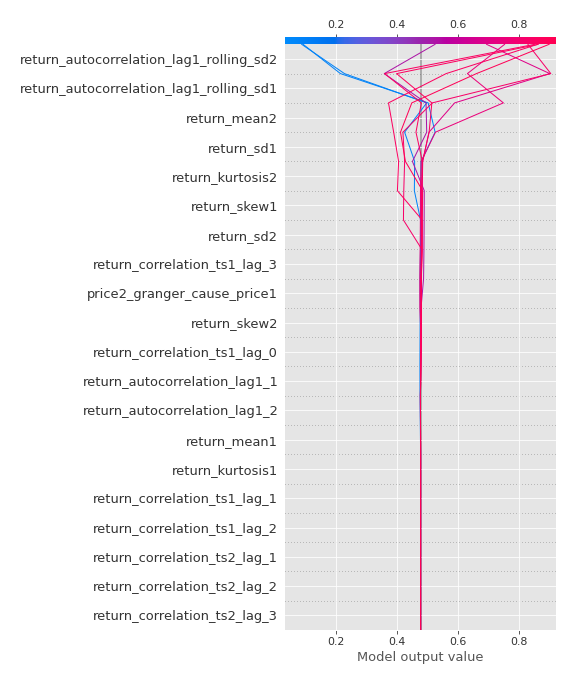 0.2 0.4 0.6 0.8
return_autocorrelation_lag1_rolling_sd2
return_autocorrelation_lag1_rolling_sd1
return_mean2
return_sd1
return_kurtosis2
return_skew1
return_sd2
return_correlation_ts1_lag_3
price2_granger_cause_price1
return_skew2
return_correlation_ts1_lag_0
return_autocorrelation_lag1_1
return_autocorrelation_lag1_2
return_mean1
return_kurtosis1
return_correlation_ts1_lag_1
return_correlation_ts1_lag_2
return_correlation_ts2_lag_1
return_correlation_ts2_lag_2
return_correlation_ts2_lag_3
0.2 0.4 0.6 0.8
Model output value